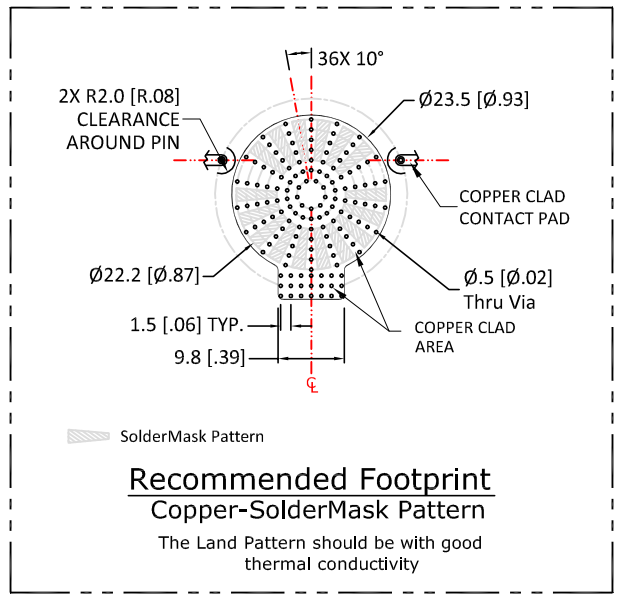 36X 10°
2X R2.0 [R.08]
CLEARANCE
AROUND PIN
Ø23.5 [Ø.93]
COPPER CLAD
CONTACT PAD
Ø22.2 [Ø.87]
Ø.5 [Ø.02]
Thru Via
1.5 [.06] TYP.
COPPER CLAD
AREA
9.8 [.39]
℄
SolderMask Pattern
Recommended Footprint
Copper-SolderMask Pattern
The Land Pattern should be with good
thermal conductivity